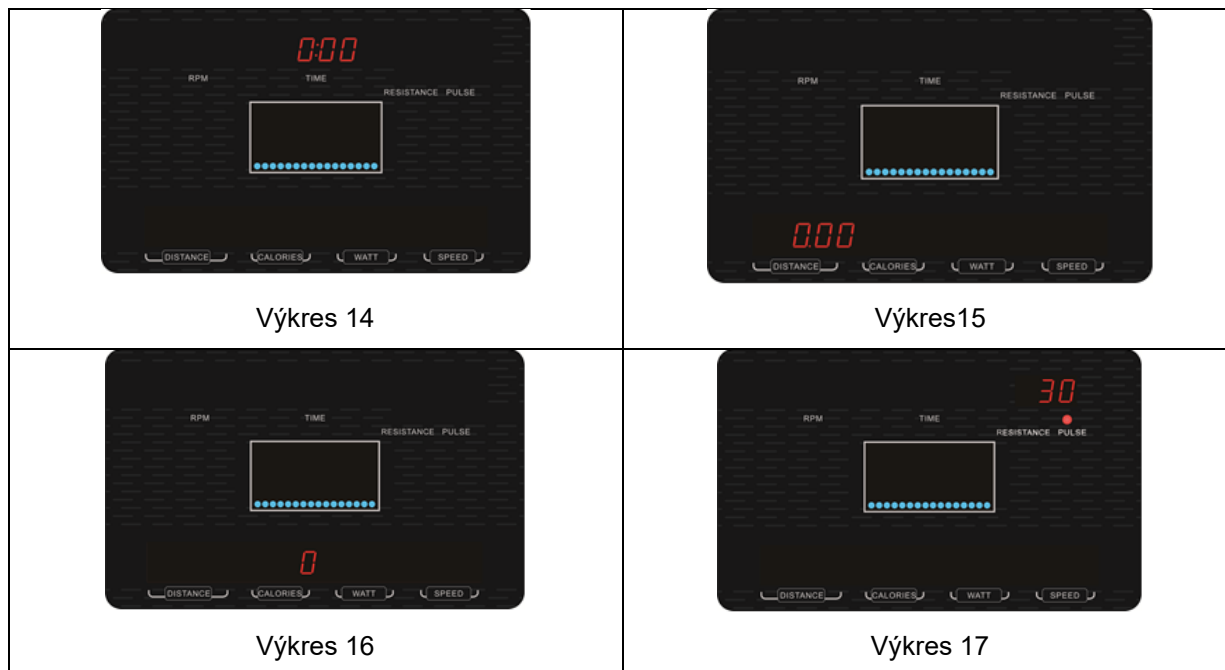 0:00
RPM TIME
RESISTANCE PULSE
DISTANCE CALORIES WATT SPEED
Výkres 14
RPM TIME
RESISTANCE PULSE
0.00
DISTANCE CALORIES WATT SPEED
Výkres15
RPM TIME
RESISTANCE PULSE
0
DISTANCE CALORIES WATT SPEED
Výkres 16
30
RPM TIME
RESISTANCE PULSE
DISTANCE CALORIES WATT SPEED
Výkres 17